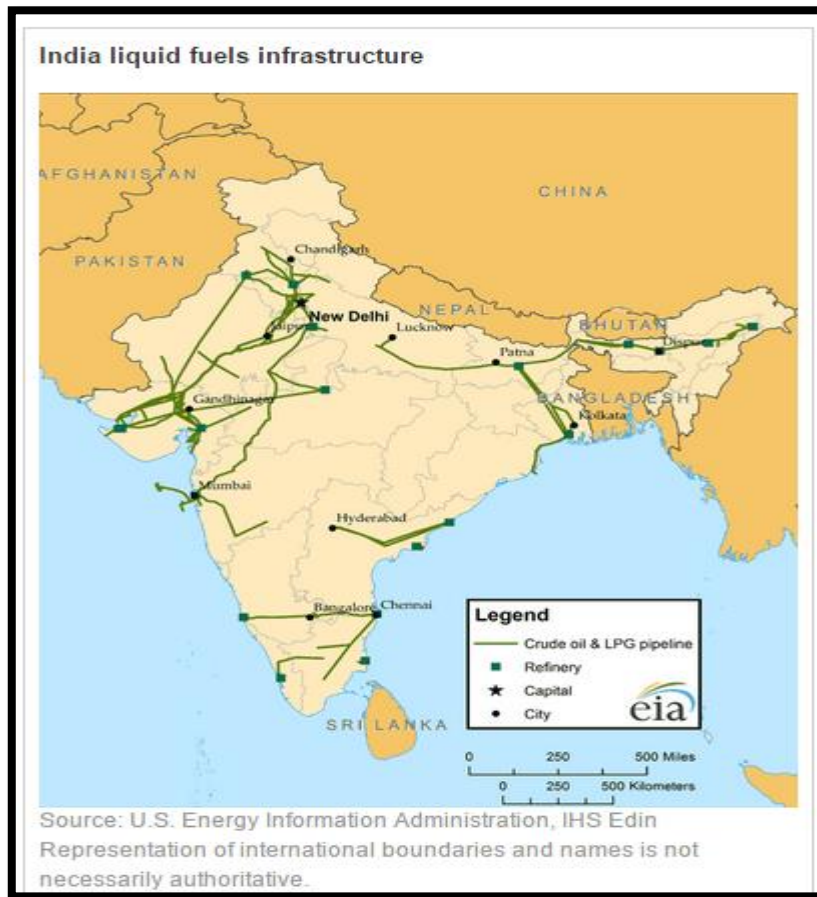 India liquid fuels infrastructure
AFGHANISTAN
CHINA
PAKISTAN
Chandigarh
New Delhi
NEPAL
Jaipur
Lucknow
BHUTAN
Dispur
Patna
Gandhinagar
BANGLADESH
Kolkata
Mumbai
Hyderabad
Bangalore
Chennai
SRI LANKA
Legend
Crude oil & LPG pipeline
Refinery
Capital
City
eia
0 250 500 Miles
0 250 500 Kilometers
Source: U.S. Energy Information Administration, IHS Edin
Representation of international boundaries and names is not
necessarily authoritative.